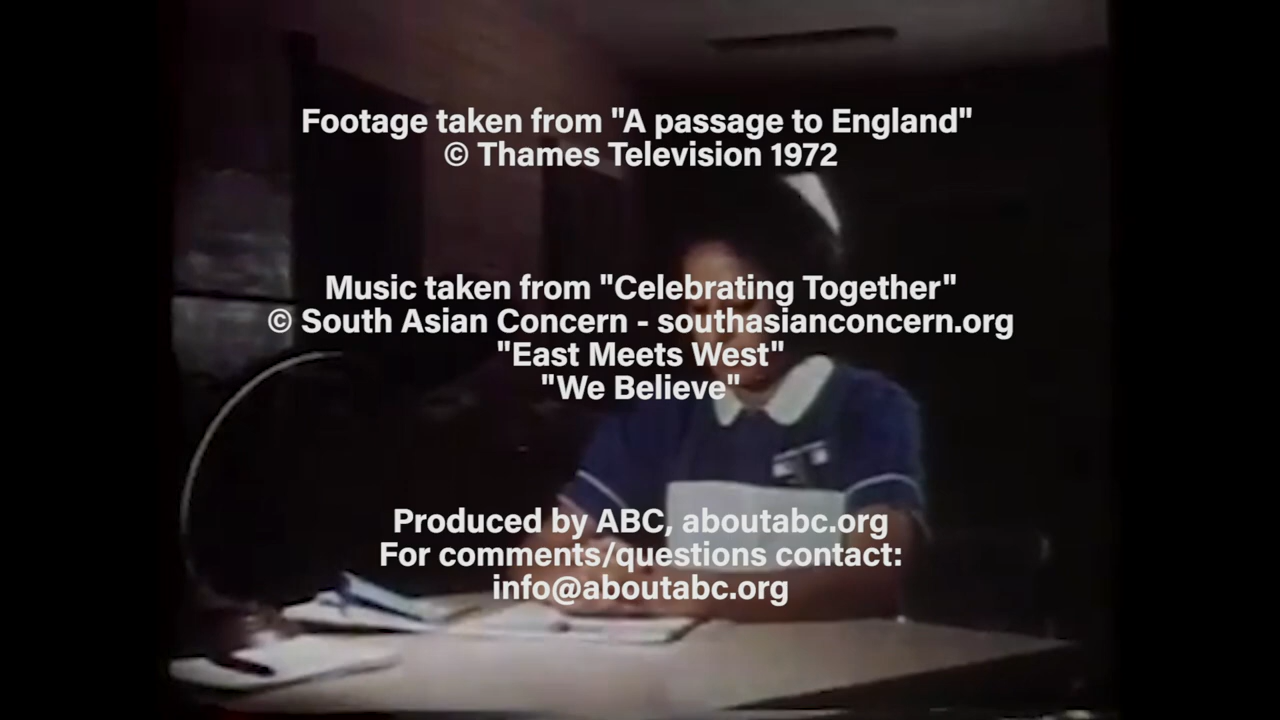 Footage taken from "A passage to England"
© Thames Television 1972
Music taken from "Celebrating Together"
© South Asian Concern - southasianconcern.org
"East Meets West"
"We Believe"
Produced by ABC, aboutabc.org
For comments/questions contact:
info@aboutabc.org